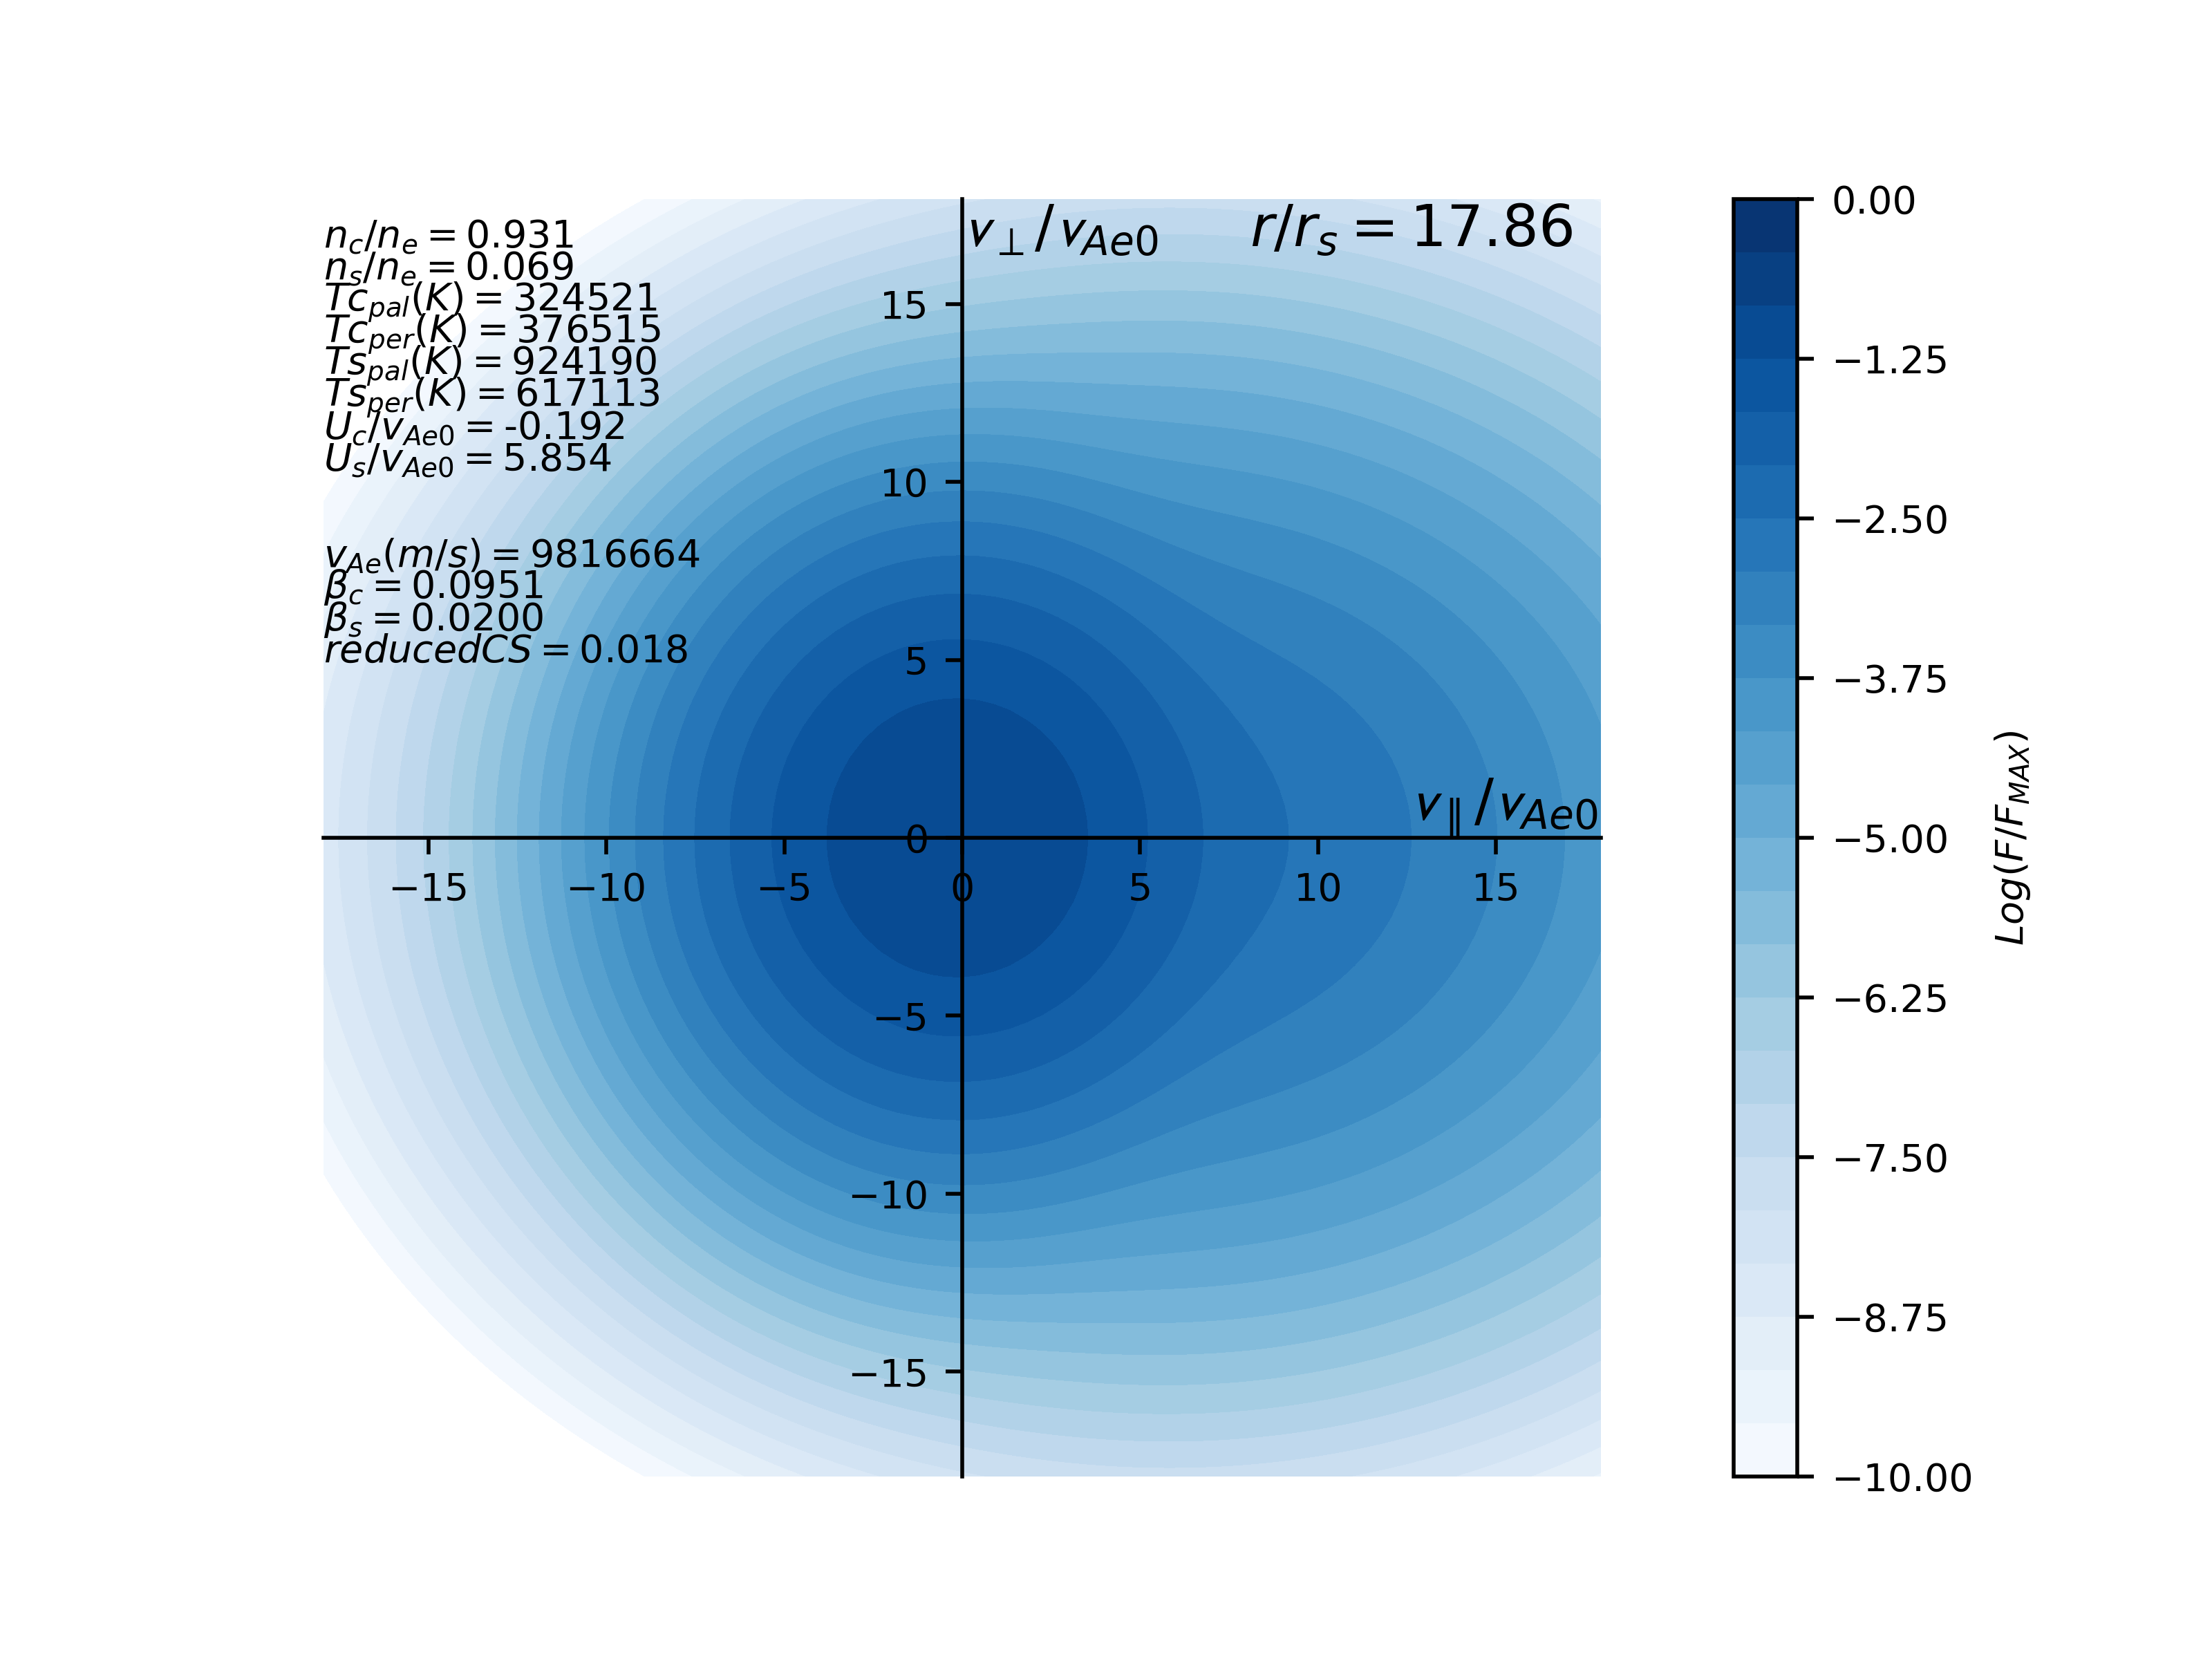 n_c/n_e = 0.931
n_s/n_e = 0.069
Tc_pal(K) = 324521
Tc_per(K) = 376515
Ts_pal(K) = 924190
Ts_per(K) = 617113
U_c/v_Ae0 = -0.192
U_s/v_Ae0 = 5.854
v_Ae(m/s) = 9816664
β_c = 0.0951
β_s = 0.0200
reducedCS = 0.018
v_⊥/v_Ae0
r/r_s = 17.86
15
10
5
0
−5
−10
−15
v_∥/v_Ae0
−15 −10 −5 0 5 10 15
0.00
−1.25
−2.50
−3.75
−5.00
−6.25
−7.50
−8.75
−10.00
Log(F/F_MAX)